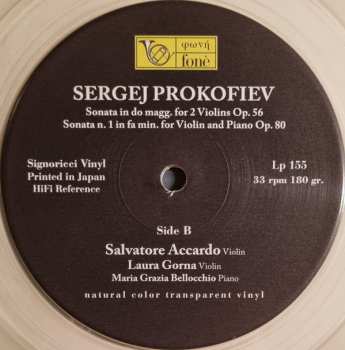 φωνή
fonè
SERGEJ PROKOFIEV
Sonata in do magg. for 2 Violins Op. 56
Sonata n. 1 in fa min. for Violin and Piano Op. 80
Signoricci Vinyl
Printed in Japan
HiFi Reference
Lp 155
33 rpm 180 gr.
Side B
Salvatore Accardo Violin
Laura Gorna Violin
Maria Grazia Bellocchio Piano
natural color transparent vinyl